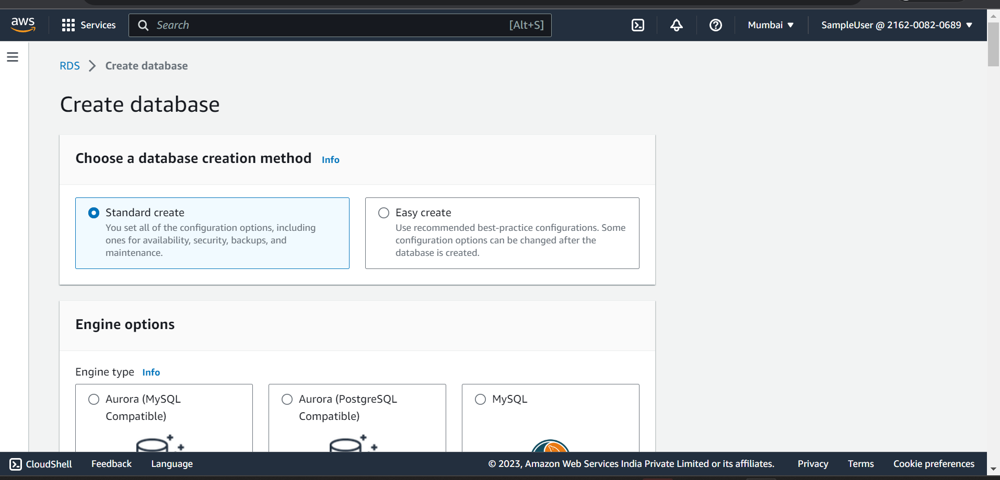 aws
Services
Search
[Alt+S]
Mumbai
SampleUser @ 2162-0082-0689
RDS
Create database
Create database
Choose a database creation method
Info
Standard create
You set all of the configuration options, including
ones for availability, security, backups, and
maintenance.
Easy create
Use recommended best-practice configurations. Some
configuration options can be changed after the
database is created.
Engine options
Engine type
Info
Aurora (MySQL
Compatible)
Aurora (PostgreSQL
Compatible)
MySQL
CloudShell
Feedback
Language
© 2023, Amazon Web Services India Private Limited or its affiliates.
Privacy
Terms
Cookie preferences